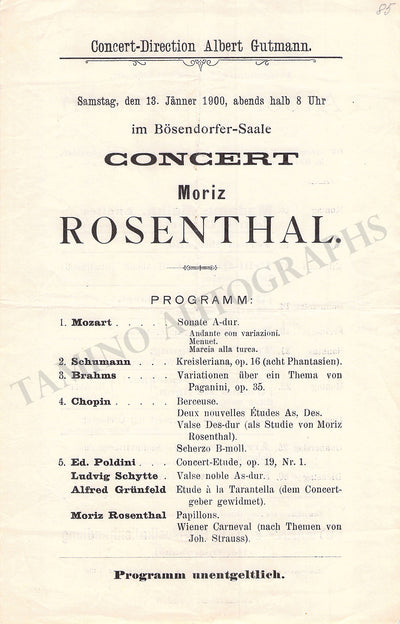 85
Concert-Direction Albert Gutmann.
Samstag, den 13. Jänner 1900, abends halb 8 Uhr
im Bösendorfer-Saale
CONCERT
Moriz
ROSENTHAL.
PROGRAMM:
1. Mozart . . . . . Sonate A-dur.
Andante con variazioni.
Menuet.
Marcia alla turca.
2. Schumann . . . Kreisleriana, op. 16 (acht Phantasien).
3. Brahms . . . . Variationen über ein Thema von
Paganini, op. 35.
4. Chopin . . . . . Berceuse.
Deux nouvelles Études As, Des.
Valse Des-dur (als Studie von Moriz
Rosenthal).
Scherzo B-moll.
5. Ed. Poldini . . . Concert-Etude, op. 19, Nr. 1.
Ludwig Schytte . Valse noble As-dur.
Alfred Grünfeld Etude à la Tarantella (dem Concert-
geber gewidmet).
Moriz Rosenthal Papillons.
Wiener Carneval (nach Themen von
Joh. Strauss).
Programm unentgeltlich.
TAMINO AUTOGRAPHS